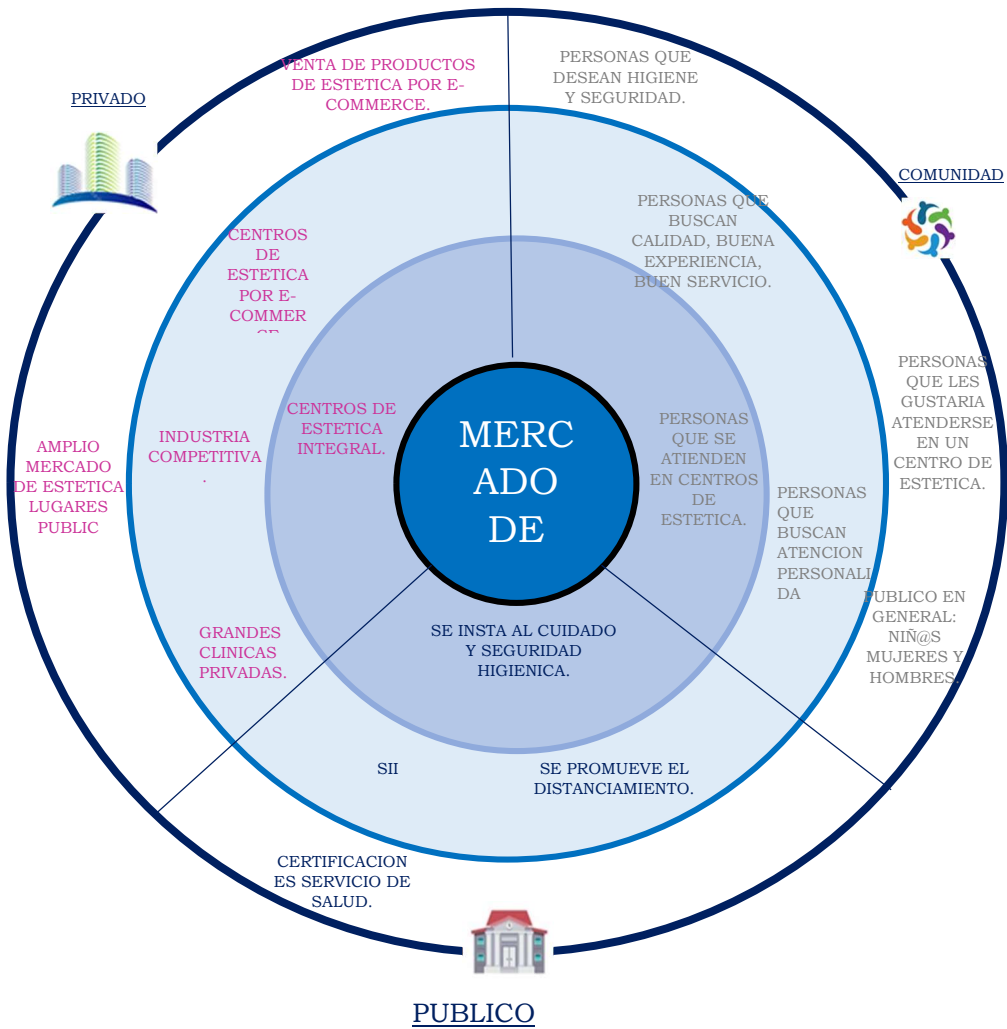 PRIVADO
VENTA DE PRODUCTOS
DE ESTETICA POR E-
COMMERCE.
PERSONAS QUE
DESEAN HIGIENE
Y SEGURIDAD.
COMUNIDAD
CENTROS
DE
ESTETICA
POR E-
COMMER
PERSONAS QUE
BUSCAN
CALIDAD, BUENA
EXPERIENCIA,
BUEN SERVICIO.
AMPLIO
MERCADO
DE ESTETICA
LUGARES
PUBLIC
INDUSTRIA
COMPETITIVA
.
CENTROS DE
ESTETICA
INTEGRAL.
MERC
ADO
DE
PERSONAS
QUE SE
ATIENDEN
EN CENTROS
DE
ESTETICA.
PERSONAS
QUE
BUSCAN
ATENCION
PERSONALI
DA
PERSONAS
QUE LES
GUSTARIA
ATENDERSE
EN UN
CENTRO DE
ESTETICA.
PUBLICO EN
GENERAL:
NIÑ@S
MUJERES Y
HOMBRES.
GRANDES
CLINICAS
PRIVADAS.
SE INSTA AL CUIDADO
Y SEGURIDAD
HIGIENICA.
SII
SE PROMUEVE EL
DISTANCIAMIENTO.
CERTIFICACION
ES SERVICIO DE
SALUD.
PUBLICO